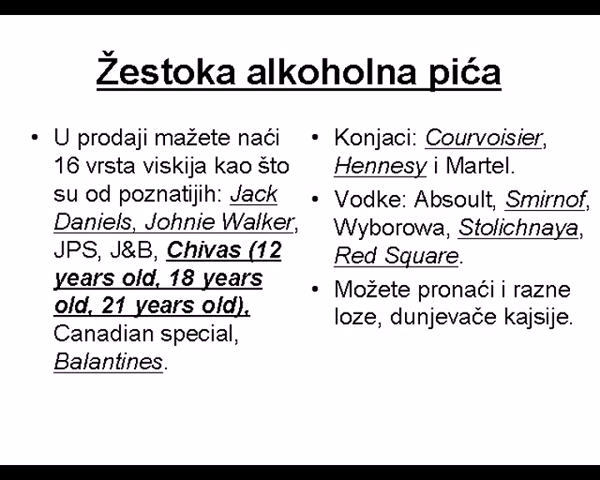 Žestoka alkoholna pića
• U prodaji mažete naći
16 vrsta viskija kao što
su od poznatijih: Jack
Daniels, Johnie Walker,
JPS, J&B, Chivas (12
years old, 18 years
old, 21 years old),
Canadian special,
Balantines.
• Konjaci: Courvoisier,
Hennesy i Martel.
• Vodke: Absoult, Smirnof,
Wyborowa, Stolichnaya,
Red Square.
• Možete pronaći i razne
loze, dunjevače kajsije.